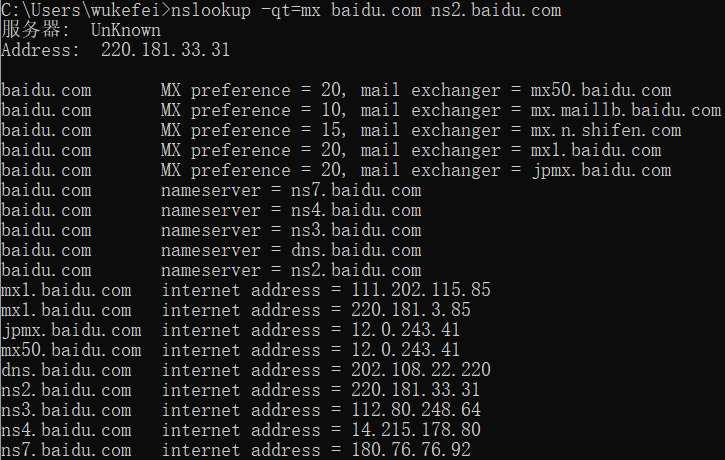 C:\Users\wukefei>nslookup -qt=mx baidu.com ns2.baidu.com
服务器:  UnKnown
Address:  220.181.33.31

baidu.com       MX preference = 20, mail exchanger = mx50.baidu.com
baidu.com       MX preference = 10, mail exchanger = mx.maillb.baidu.com
baidu.com       MX preference = 15, mail exchanger = mx.n.shifen.com
baidu.com       MX preference = 20, mail exchanger = mx1.baidu.com
baidu.com       MX preference = 20, mail exchanger = jpmx.baidu.com
baidu.com       nameserver = ns7.baidu.com
baidu.com       nameserver = ns4.baidu.com
baidu.com       nameserver = ns3.baidu.com
baidu.com       nameserver = dns.baidu.com
baidu.com       nameserver = ns2.baidu.com
mx1.baidu.com   internet address = 111.202.115.85
mx1.baidu.com   internet address = 220.181.3.85
jpmx.baidu.com  internet address = 12.0.243.41
mx50.baidu.com  internet address = 12.0.243.41
dns.baidu.com   internet address = 202.108.22.220
ns2.baidu.com   internet address = 220.181.33.31
ns3.baidu.com   internet address = 112.80.248.64
ns4.baidu.com   internet address = 14.215.178.80
ns7.baidu.com   internet address = 180.76.76.92